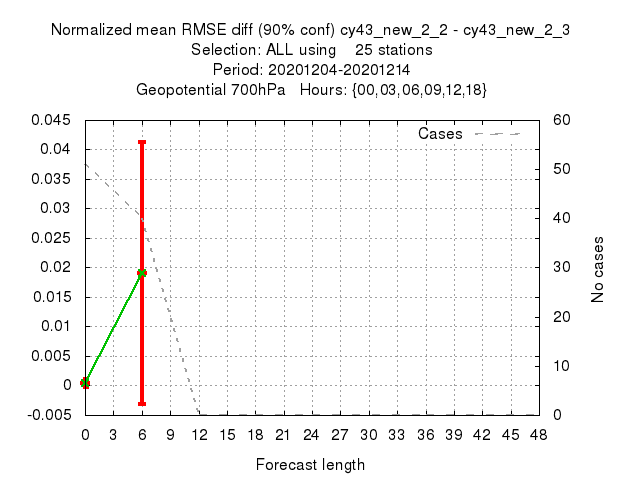 Normalized mean RMSE diff (90% conf) cy43_new_2_2 - cy43_new_2_3
Selection: ALL using    25 stations
Period: 20201204-20201214
Geopotential 700hPa   Hours: {00,03,06,09,12,18}
Cases
0.045
0.04
0.035
0.03
0.025
0.02
0.015
0.01
0.005
0
-0.005
60
50
40
30
20
10
0
No cases
0 3 6 9 12 15 18 21 24 27 30 33 36 39 42 45 48
Forecast length